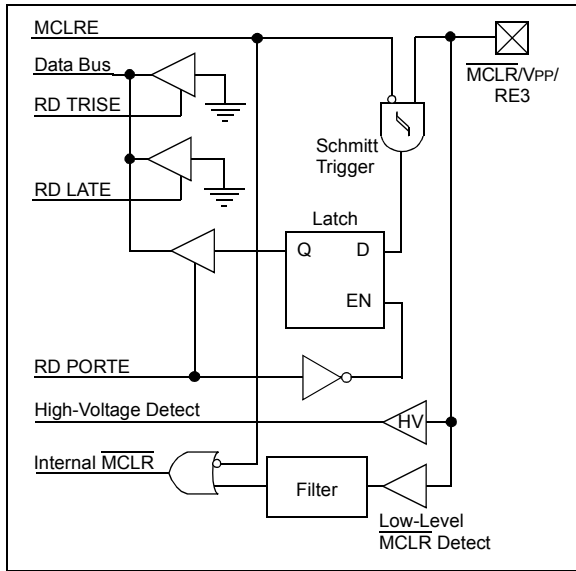 MCLRE
Data Bus
RD TRISE
MCLR/VPP/
RE3
Schmitt
Trigger
RD LATE
Latch
Q D
EN
RD PORTE
High-Voltage Detect
HV
Internal MCLR
Filter
Low-Level
MCLR Detect